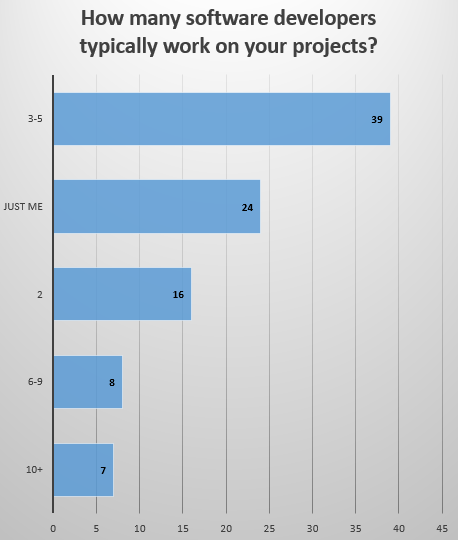 How many software developers
typically work on your projects?
3-5 39
JUST ME 24
2 16
6-9 8
10+ 7
0 5 10 15 20 25 30 35 40 45